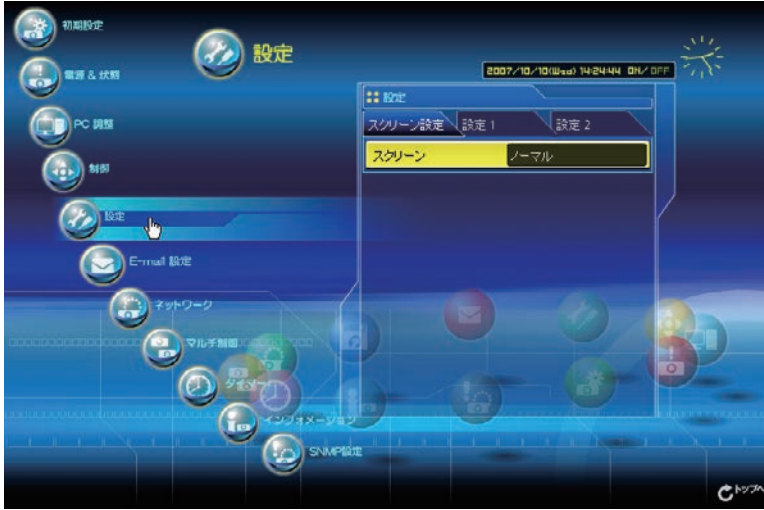 初期設定
設定
2007/10/10(Wed) 14:24:44 ON/OFF
電源 & 状態
設定
PC 調整
スクリーン設定 設定 1 設定 2
スクリーン ノーマル
制御
設定
E-mail 設定
ネットワーク
マルチ制御
タイマー
インフォメーション
SNMP設定
トップへ